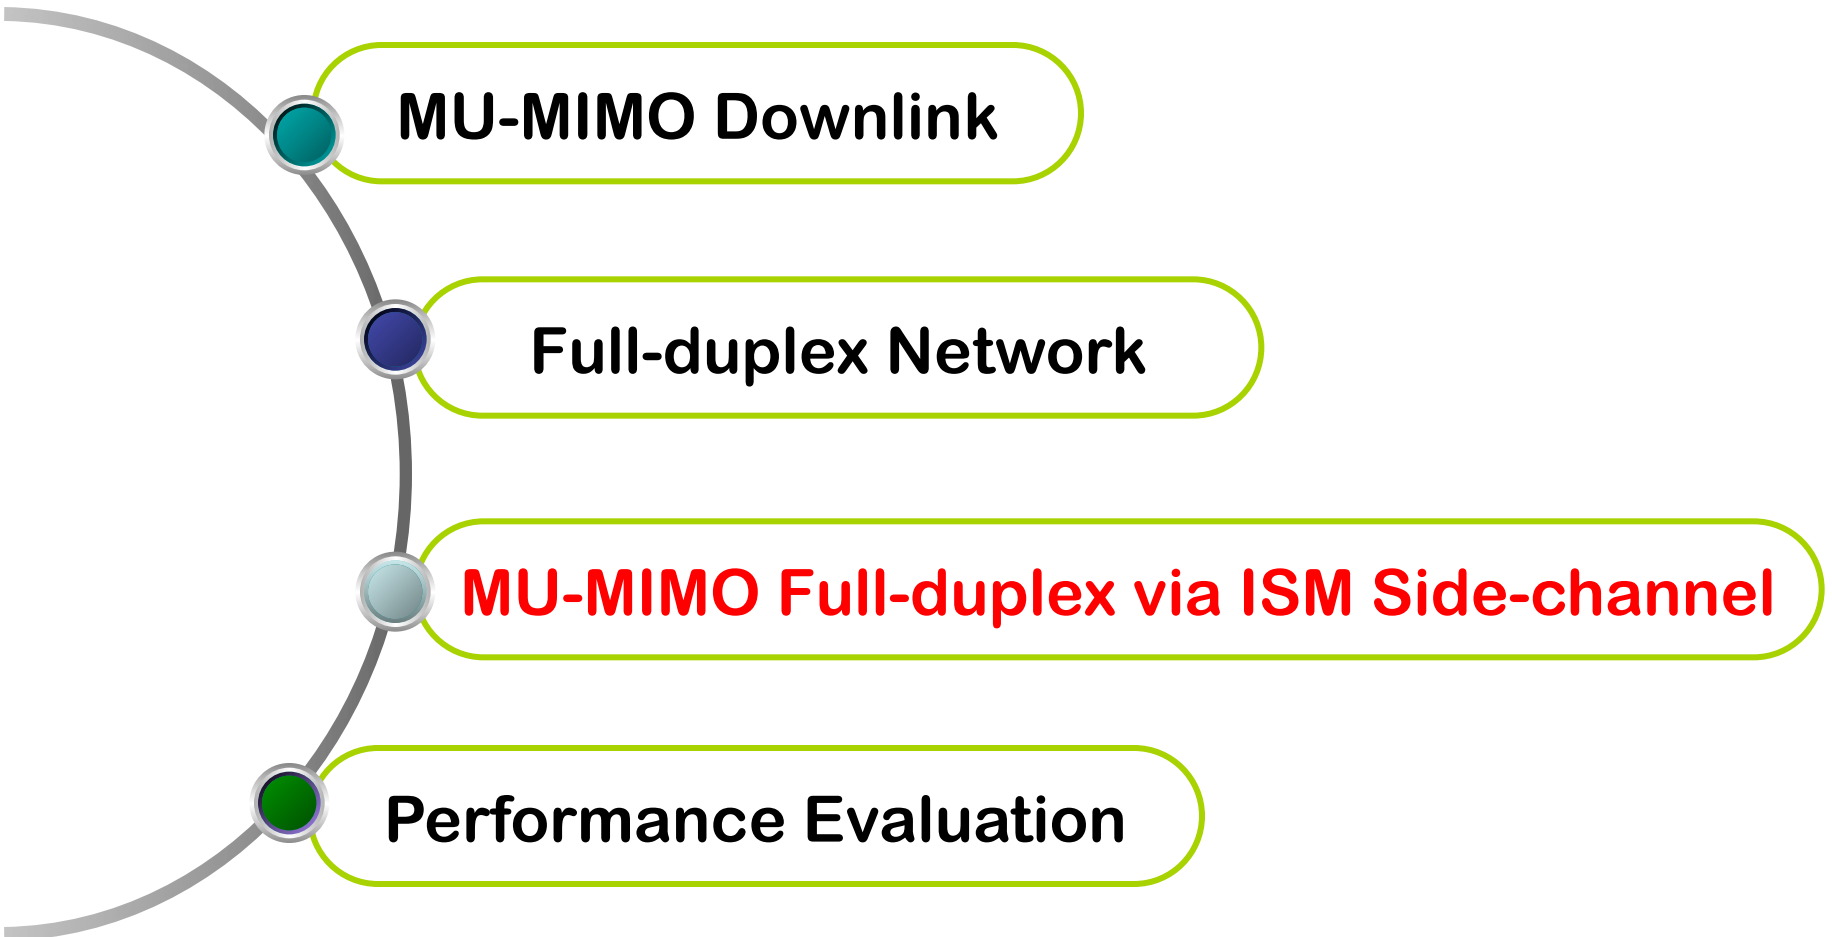 MU-MIMO Downlink
Full-duplex Network
MU-MIMO Full-duplex via ISM Side-channel
Performance Evaluation